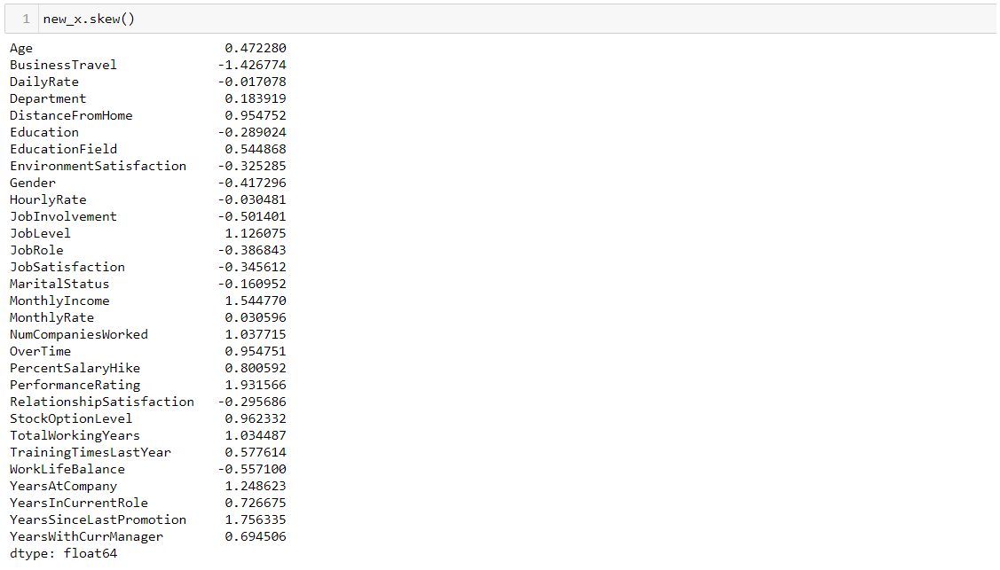 1 new_x.skew()
Age 0.472280
BusinessTravel -1.426774
DailyRate -0.017078
Department 0.183919
DistanceFromHome 0.954752
Education -0.289024
EducationField 0.544868
EnvironmentSatisfaction -0.325285
Gender -0.417296
HourlyRate -0.030481
JobInvolvement -0.501401
JobLevel 1.126075
JobRole -0.386843
JobSatisfaction -0.345612
MaritalStatus -0.160952
MonthlyIncome 1.544770
MonthlyRate 0.030596
NumCompaniesWorked 1.037715
OverTime 0.954751
PercentSalaryHike 0.800592
PerformanceRating 1.931566
RelationshipSatisfaction -0.295686
StockOptionLevel 0.962332
TotalWorkingYears 1.034487
TrainingTimesLastYear 0.577614
WorkLifeBalance -0.557100
YearsAtCompany 1.248623
YearsInCurrentRole 0.726675
YearsSinceLastPromotion 1.756335
YearsWithCurrManager 0.694506
dtype: float64